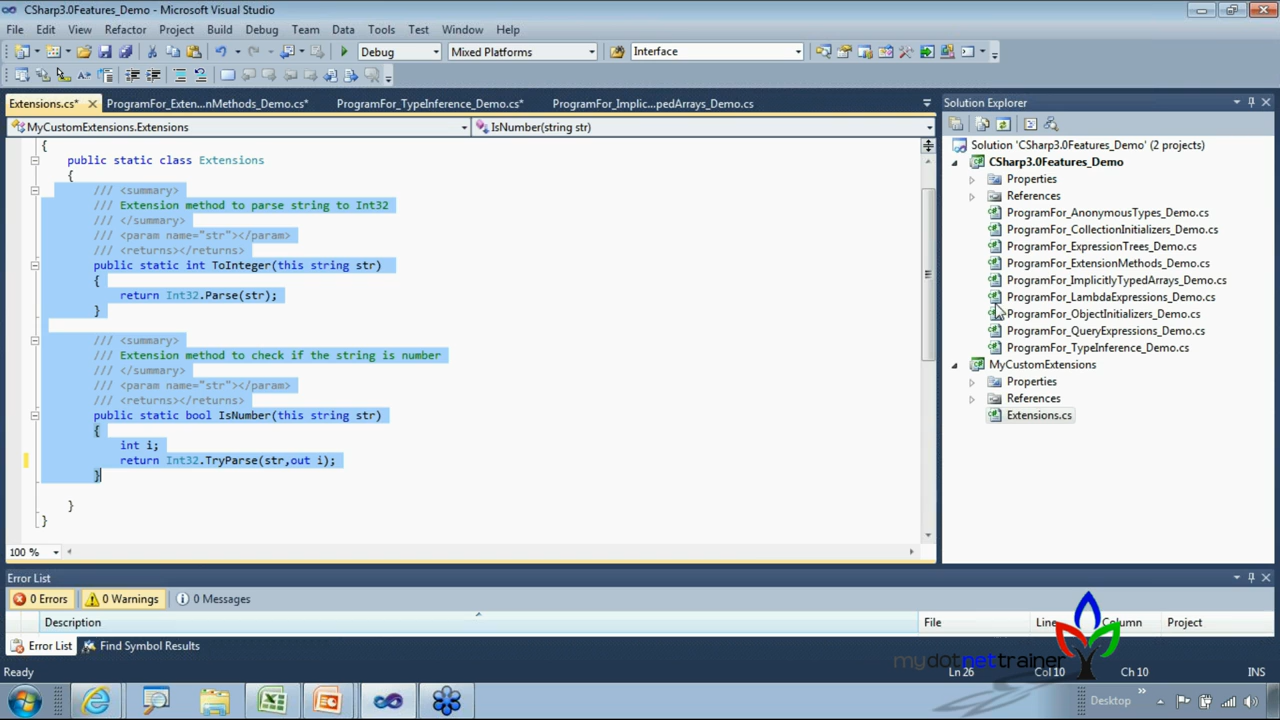 CSharp3.0Features_Demo - Microsoft Visual Studio
File Edit View Refactor Project Build Debug Team Data Tools Test Window Help
Debug Mixed Platforms Interface
Extensions.cs* ProgramFor_Exten...nMethods_Demo.cs* ProgramFor_TypeInference_Demo.cs* ProgramFor_Implic...pedArrays_Demo.cs
MyCustomExtensions.Extensions IsNumber(string str)
{
public static class Extensions
{
/// <summary>
/// Extension method to parse string to Int32
/// </summary>
/// <param name="str"></param>
/// <returns></returns>
public static int ToInteger(this string str)
{
return Int32.Parse(str);
}
/// <summary>
/// Extension method to check if the string is number
/// </summary>
/// <param name="str"></param>
/// <returns></returns>
public static bool IsNumber(this string str)
{
int i;
return Int32.TryParse(str,out i);
}
}
}
100 %
Solution Explorer
Solution 'CSharp3.0Features_Demo' (2 projects)
CSharp3.0Features_Demo
Properties
References
ProgramFor_AnonymousTypes_Demo.cs
ProgramFor_CollectionInitializers_Demo.cs
ProgramFor_ExpressionTrees_Demo.cs
ProgramFor_ExtensionMethods_Demo.cs
ProgramFor_ImplicitlyTypedArrays_Demo.cs
ProgramFor_LambdaExpressions_Demo.cs
ProgramFor_ObjectInitializers_Demo.cs
ProgramFor_QueryExpressions_Demo.cs
ProgramFor_TypeInference_Demo.cs
MyCustomExtensions
Properties
References
Extensions.cs
Error List
0 Errors 0 Warnings 0 Messages
Description File Line Column Project
Error List Find Symbol Results
mydotnettrainer
Ready Ln 26 Col 10 Ch 10 INS
Desktop